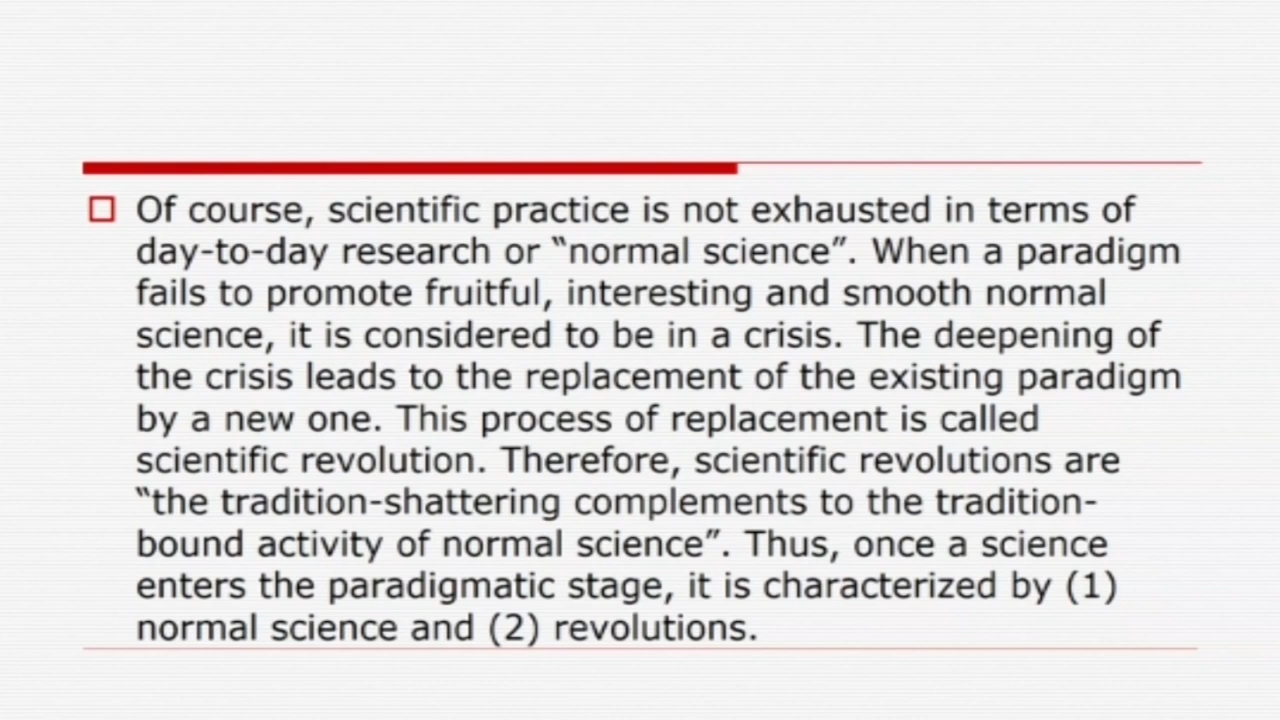 Of course, scientific practice is not exhausted in terms of
day-to-day research or “normal science”. When a paradigm
fails to promote fruitful, interesting and smooth normal
science, it is considered to be in a crisis. The deepening of
the crisis leads to the replacement of the existing paradigm
by a new one. This process of replacement is called
scientific revolution. Therefore, scientific revolutions are
“the tradition-shattering complements to the tradition-
bound activity of normal science”. Thus, once a science
enters the paradigmatic stage, it is characterized by (1)
normal science and (2) revolutions.